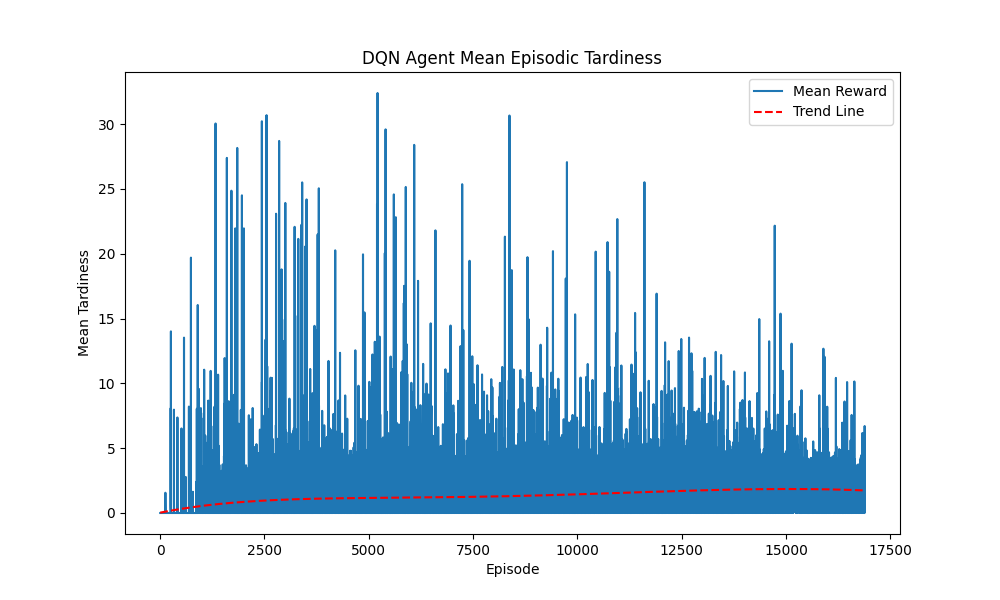 DQN Agent Mean Episodic Tardiness
Mean Reward
Trend Line
Mean Tardiness
30
25
20
15
10
5
0
0 2500 5000 7500 10000 12500 15000 17500
Episode